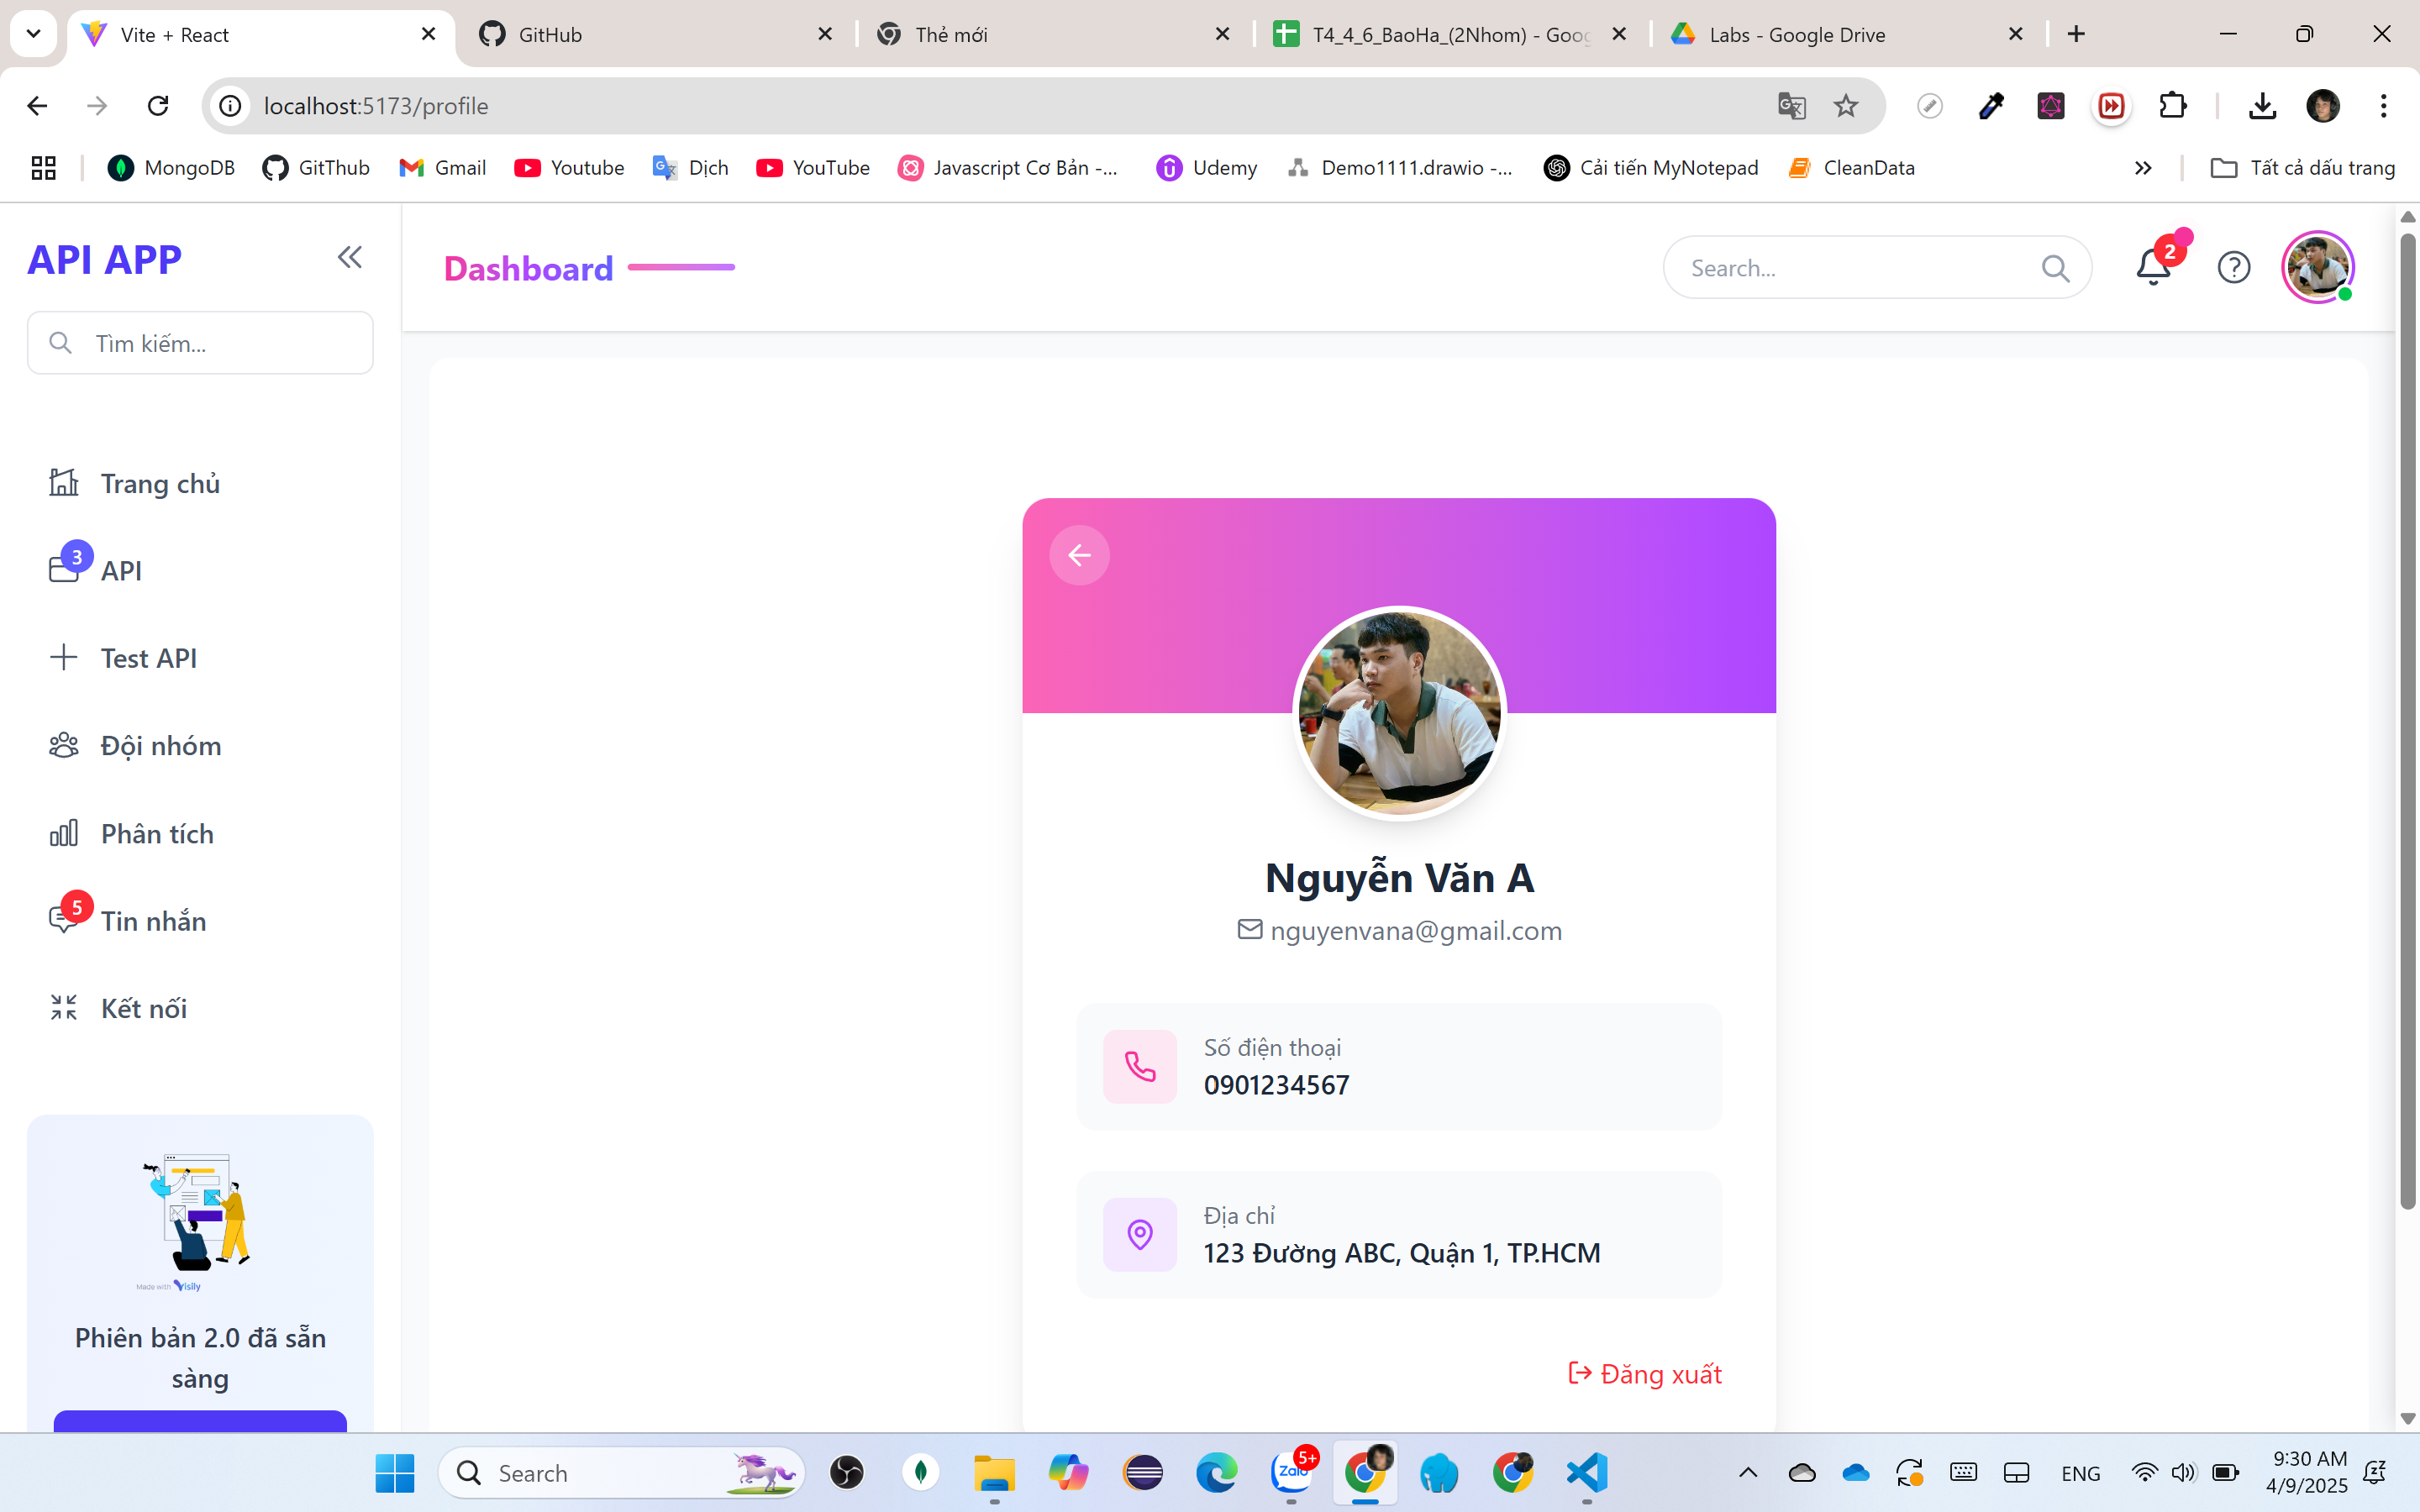 Vite + React
GitHub
Thẻ mới
T4_4_6_BaoHa_(2Nhom) - Goog
Labs - Google Drive
localhost:5173/profile
MongoDB
GitThub
Gmail
Youtube
Dịch
YouTube
Javascript Cơ Bản -...
Udemy
Demo1111.drawio -...
Cải tiến MyNotepad
CleanData
Tất cả dấu trang
API APP
Dashboard
Search...
2
Tìm kiếm...
Trang chủ
3
API
Test API
Đội nhóm
Phân tích
5
Tin nhắn
Kết nối
Made with Visily
Phiên bản 2.0 đã sẵn
sàng
Nguyễn Văn A
nguyenvana@gmail.com
Số điện thoại
0901234567
Địa chỉ
123 Đường ABC, Quận 1, TP.HCM
Đăng xuất
Search
Zalo
5+
ENG
9:30 AM
4/9/2025